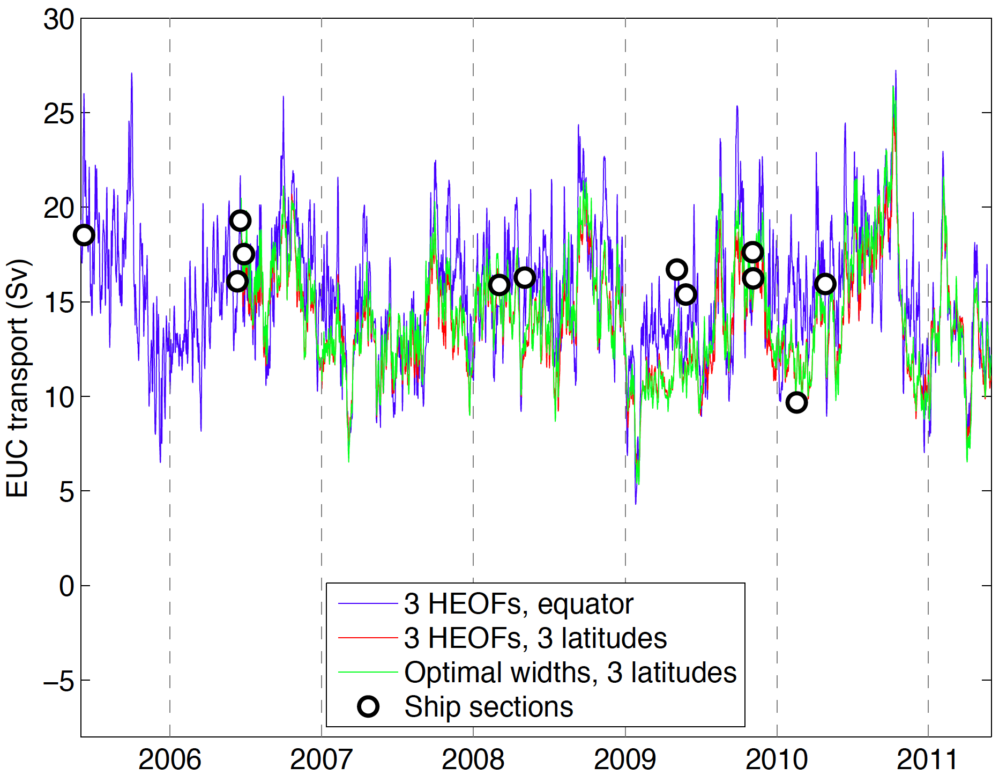 30
25
20
15
10
5
0
−5
EUC transport (Sv)
3 HEOFs, equator
3 HEOFs, 3 latitudes
Optimal widths, 3 latitudes
Ship sections
2006 2007 2008 2009 2010 2011